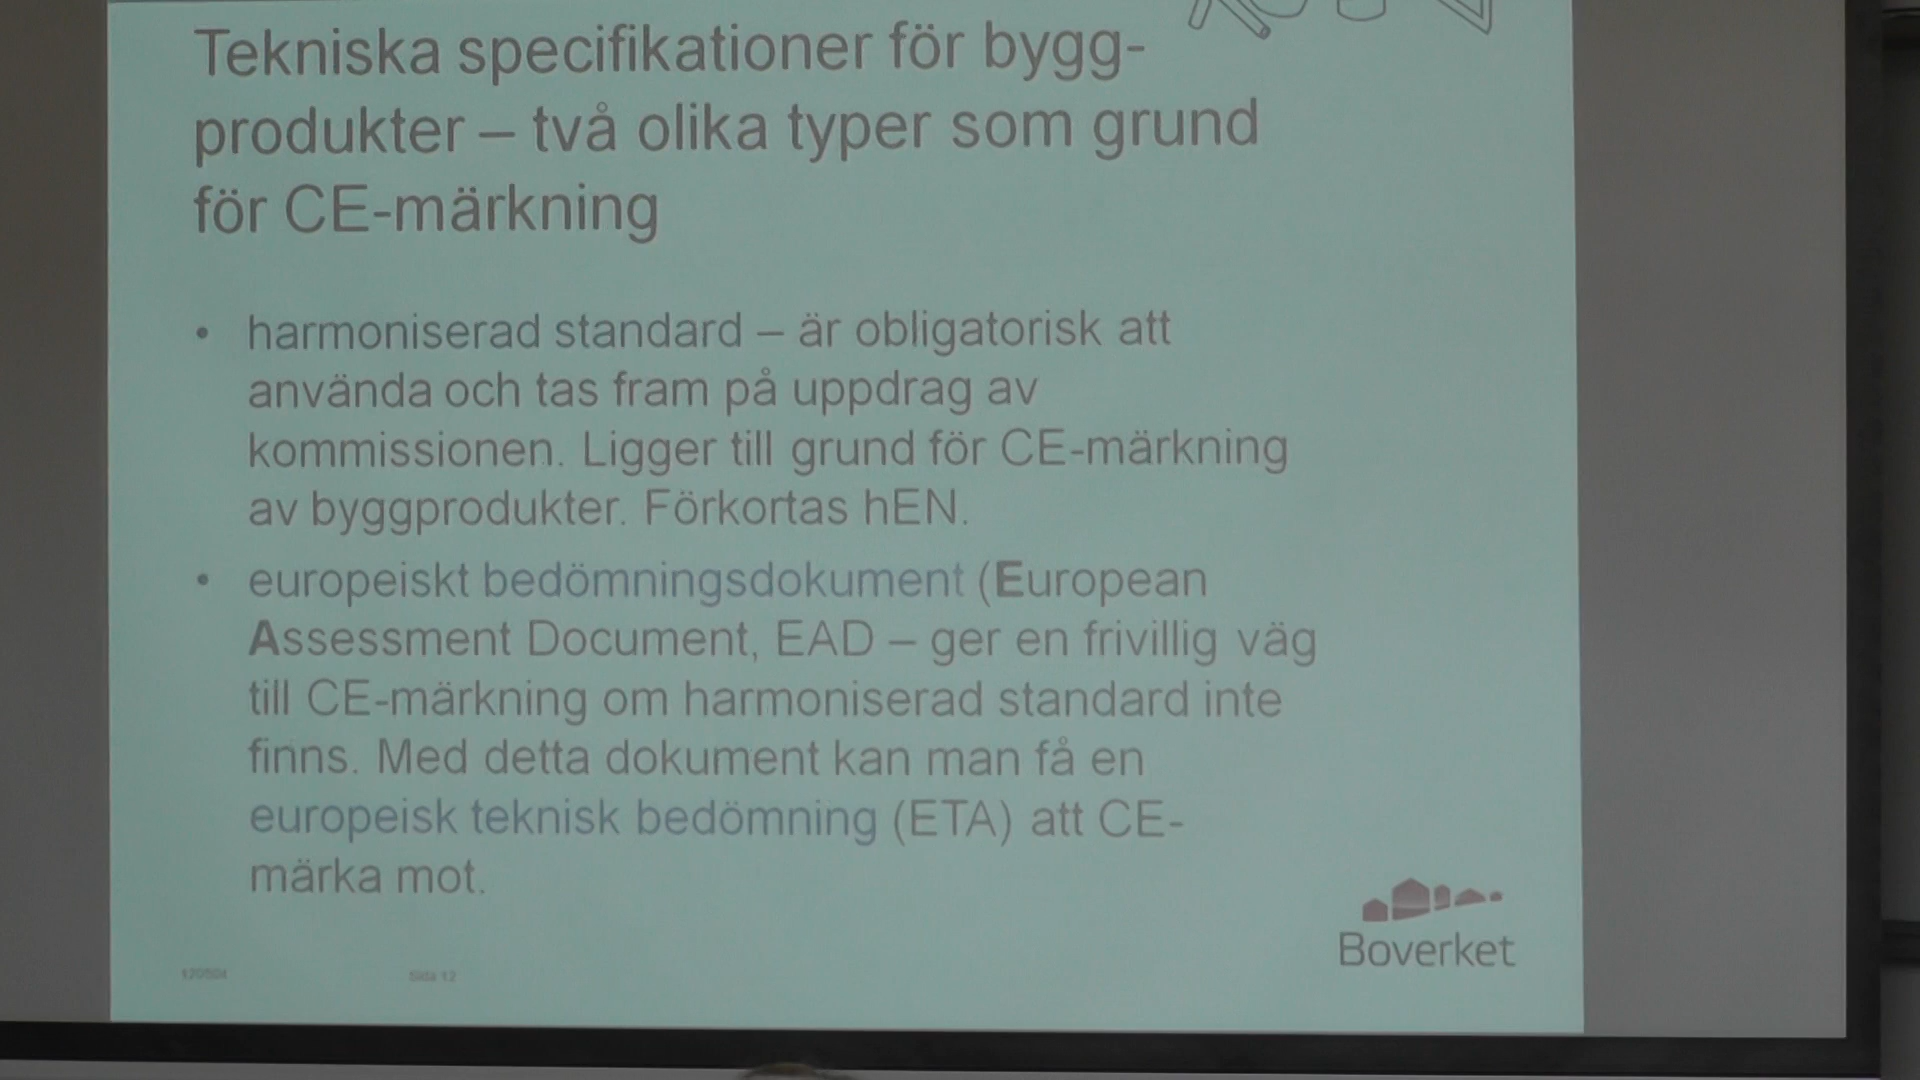 Tekniska specifikationer för bygg-
produkter – två olika typer som grund
för CE-märkning
• harmoniserad standard – är obligatorisk att
använda och tas fram på uppdrag av
kommissionen. Ligger till grund för CE-märkning
av byggprodukter. Förkortas hEN.
• europeiskt bedömningsdokument (European
Assessment Document, EAD – ger en frivillig väg
till CE-märkning om harmoniserad standard inte
finns. Med detta dokument kan man få en
europeisk teknisk bedömning (ETA) att CE-
märka mot.
Boverket
Sida 12